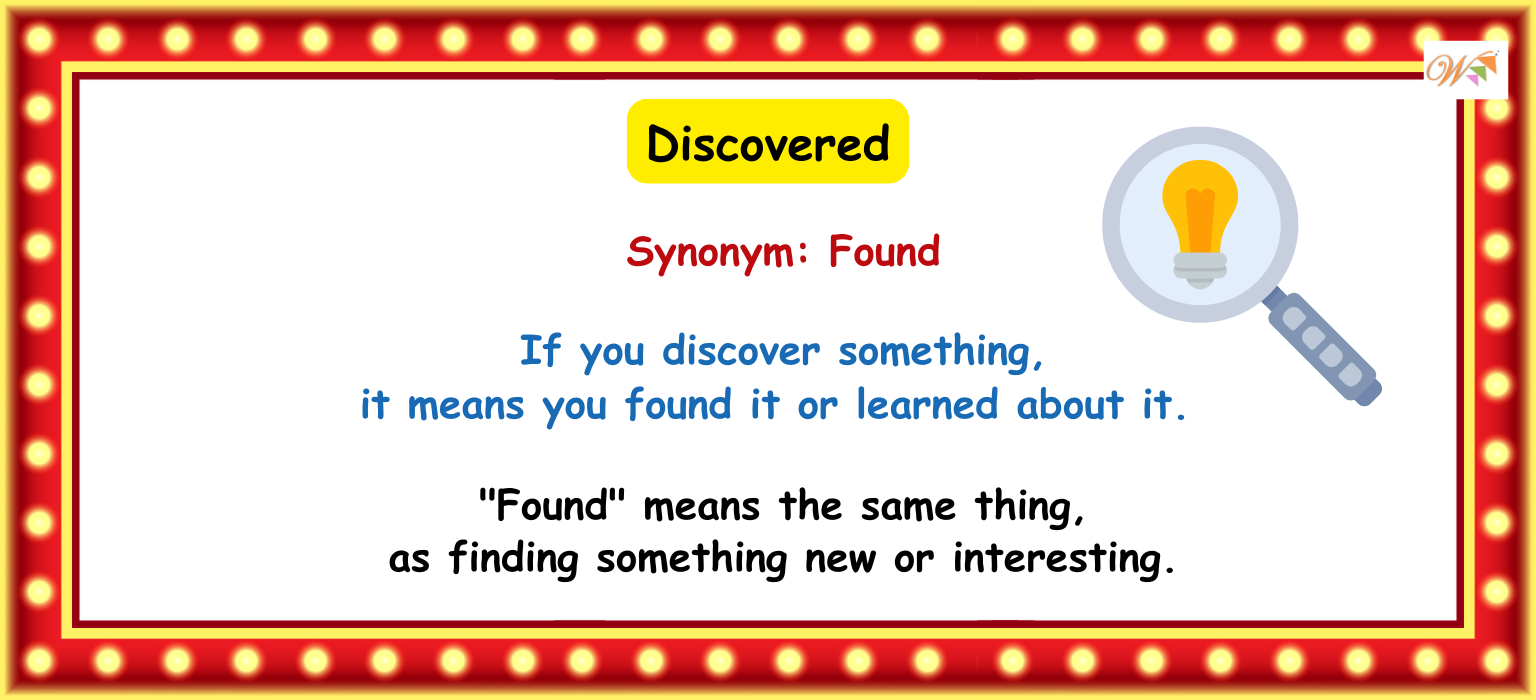 W
Discovered
Synonym: Found
If you discover something,
it means you found it or learned about it.
"Found" means the same thing,
as finding something new or interesting.